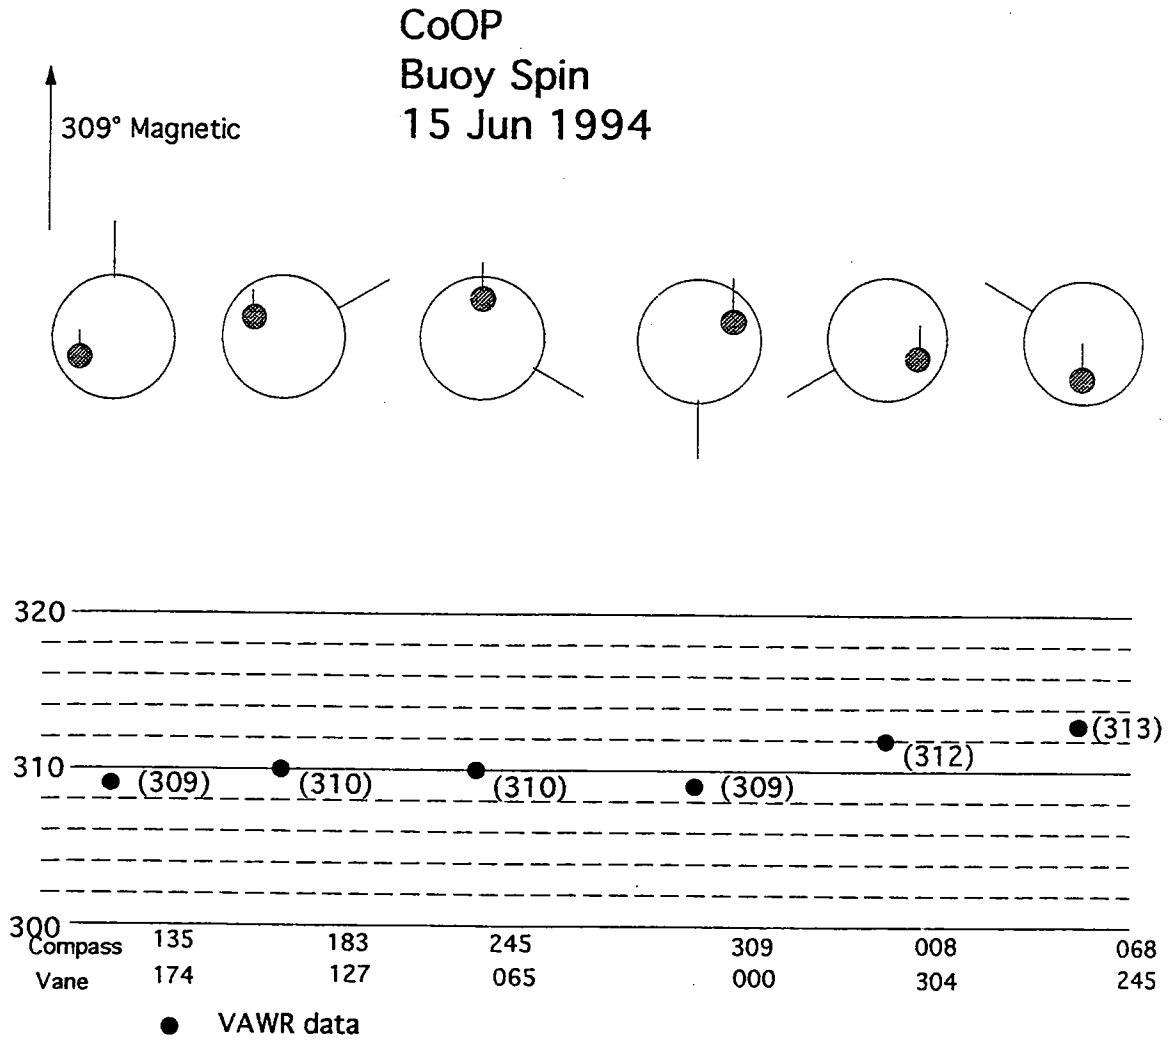 CoOP
Buoy Spin
15 Jun 1994
309° Magnetic
320
310
(309) (310) (310) (309) (312) (313)
300
Compass 135 183 245 309 008 068
Vane 174 127 065 000 304 245
VAWR data